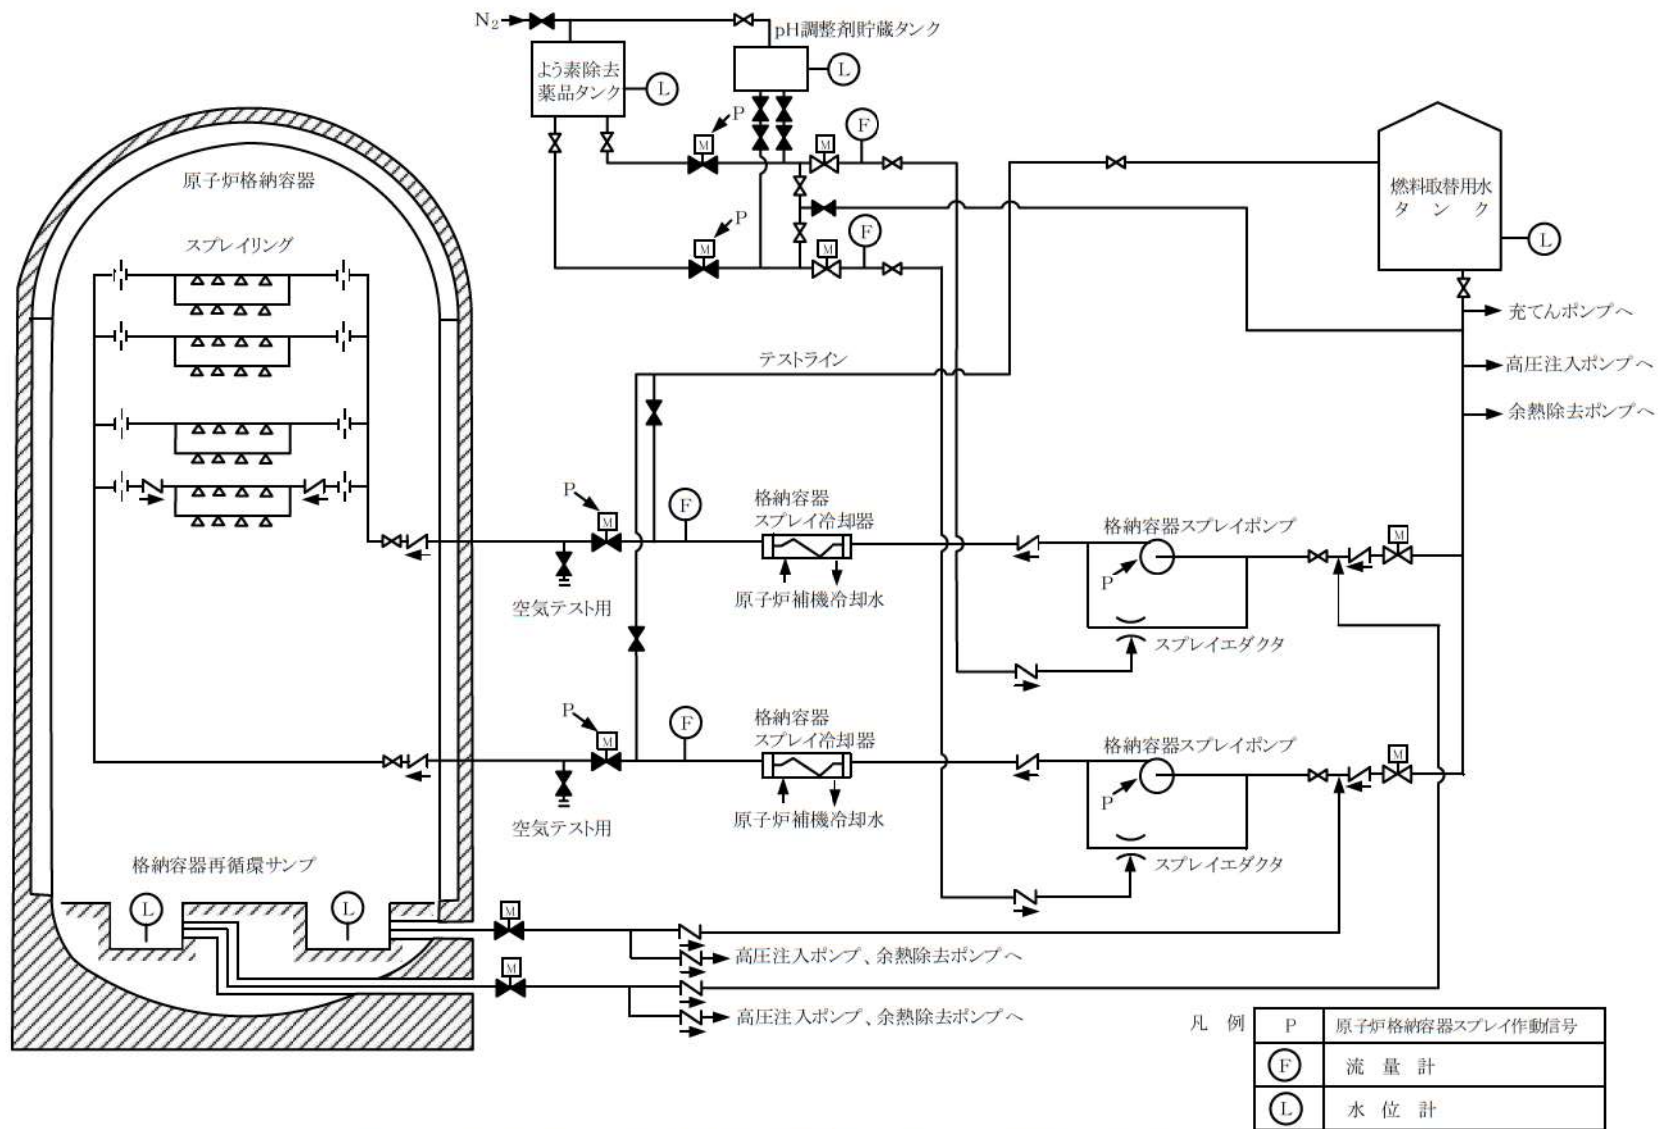 N₂
pH調整剤貯蔵タンク
よう素除去
薬品タンク
L
L
P
M
M
F
原子炉格納容器
燃料取替用水
タンク
スプレイリング
P
M
M
F
L
充てんポンプへ
テストライン
高圧注入ポンプへ
余熱除去ポンプへ
P
M
F
格納容器
スプレイ冷却器
格納容器スプレイポンプ
M
P
空気テスト用
原子炉補機冷却水
スプレイエダクタ
P
M
F
格納容器
スプレイ冷却器
格納容器スプレイポンプ
M
P
空気テスト用
原子炉補機冷却水
スプレイエダクタ
格納容器再循環サンプ
L
L
M
高圧注入ポンプ、余熱除去ポンプへ
M
高圧注入ポンプ、余熱除去ポンプへ
凡 例
P 原子炉格納容器スプレイ作動信号
F 流 量 計
L 水 位 計